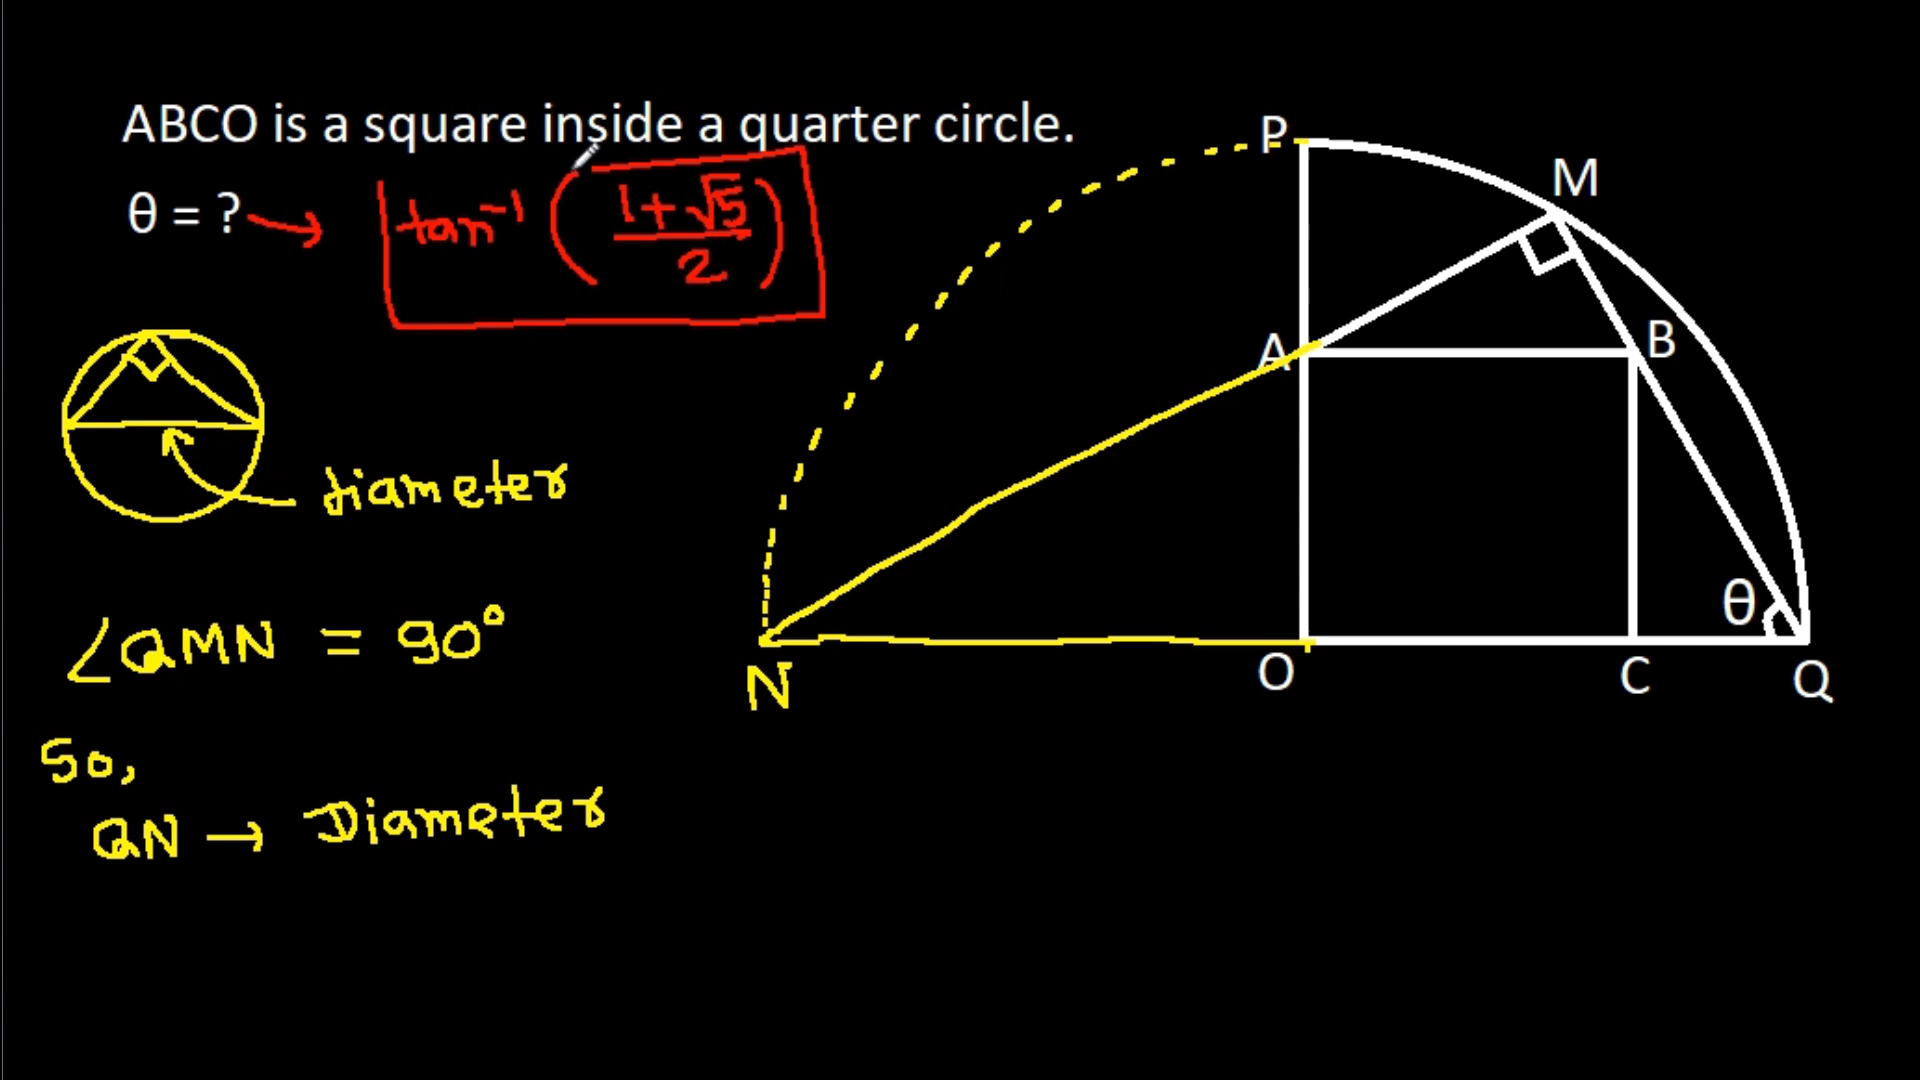 ABCO is a square inside a quarter circle.
θ = ? → tan⁻¹ ( (1+√5)/2 )
diameter
∠QMN = 90°
So,
QN → Diameter
P
M
A
B
θ
N
O
C
Q